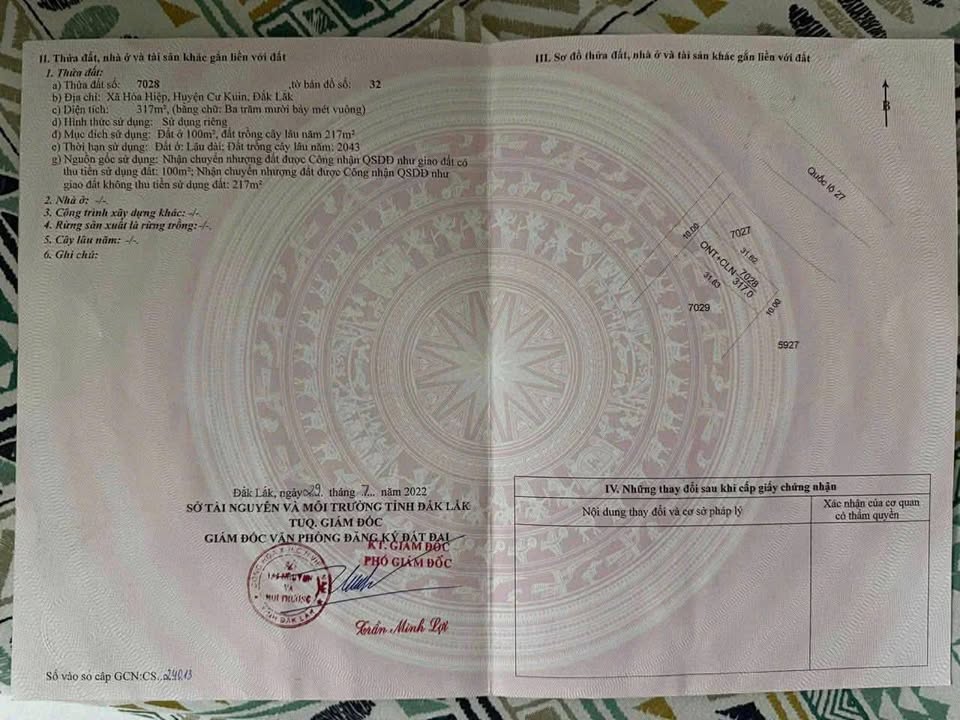 II. Thửa đất, nhà ở và tài sản khác gắn liền với đất
1. Thửa đất:
a) Thửa đất số: 7028 ,tờ bản đồ số: 32
b) Địa chỉ: Xã Hòa Hiệp, Huyện Cư Kuin, Đắk Lắk
c) Diện tích: 317m², (bằng chữ: Ba trăm mười bảy mét vuông)
d) Hình thức sử dụng: Sử dụng riêng
đ) Mục đích sử dụng: Đất ở 100m², đất trồng cây lâu năm 217m²
e) Thời hạn sử dụng: Đất ở: Lâu dài; Đất trồng cây lâu năm: 2043
g) Nguồn gốc sử dụng: Nhận chuyển nhượng đất được Công nhận QSDĐ như giao đất có
thu tiền sử dụng đất: 100m²; Nhận chuyển nhượng đất được Công nhận QSDĐ như
giao đất không thu tiền sử dụng đất: 217m²
2. Nhà ở: -/-.
3. Công trình xây dựng khác: -/-.
4. Rừng sản xuất là rừng trồng: -/-.
5. Cây lâu năm: -/-.
6. Ghi chú:
Đắk Lắk, ngày 29 tháng 7 năm 2022
SỞ TÀI NGUYÊN VÀ MÔI TRƯỜNG TỈNH ĐẮK LẮK
TUQ. GIÁM ĐỐC
GIÁM ĐỐC VĂN PHÒNG ĐĂNG KÝ ĐẤT ĐAI
KT. GIÁM ĐỐC
PHÓ GIÁM ĐỐC
SỞ
TÀI NGUYÊN
VÀ
MÔI TRƯỜNG
TỈNH ĐẮK LẮK
Trần Minh
Số vào sổ cấp GCN:CS..24013
III. Sơ đồ thửa đất, nhà ở và tài sản khác gắn liền với đất
B
Quốc lộ 27
10.00
7027
31.62
ONT+CLN
7028
317.0
31.63
7029
10.00
5927
IV. Những thay đổi sau khi cấp giấy chứng nhận
Nội dung thay đổi và cơ sở pháp lý
Xác nhận của cơ quan
có thẩm quyền